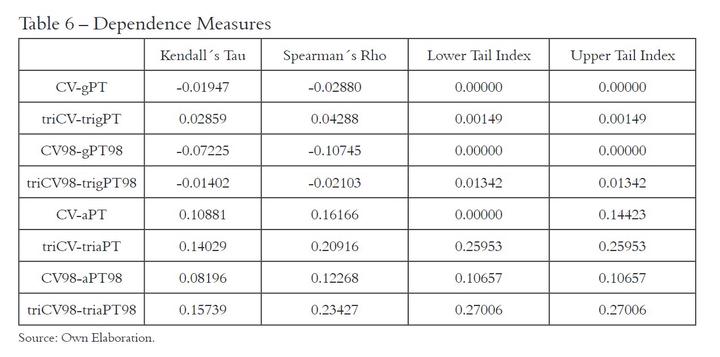 Table 6 – Dependence Measures
Kendall´s Tau Spearman´s Rho Lower Tail Index Upper Tail Index
CV-gPT -0.01947 -0.02880 0.00000 0.00000
triCV-trigPT 0.02859 0.04288 0.00149 0.00149
CV98-gPT98 -0.07225 -0.10745 0.00000 0.00000
triCV98-trigPT98 -0.01402 -0.02103 0.01342 0.01342
CV-aPT 0.10881 0.16166 0.00000 0.14423
triCV-triaPT 0.14029 0.20916 0.25953 0.25953
CV98-aPT98 0.08196 0.12268 0.10657 0.10657
triCV98-triaPT98 0.15739 0.23427 0.27006 0.27006
Source: Own Elaboration.